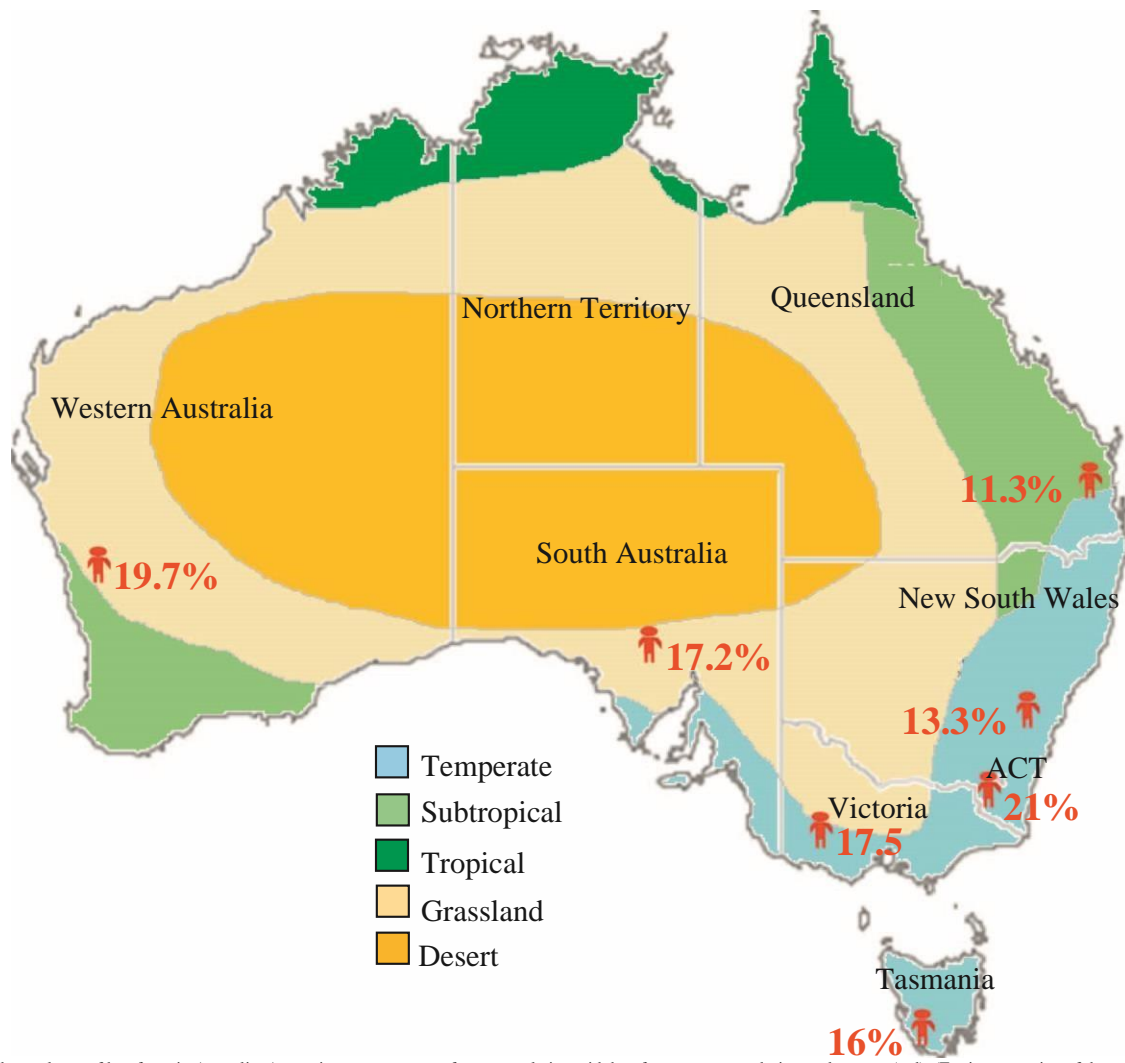 Northern Territory
Queensland
Western Australia
11.3%
South Australia
19.7%
New South Wales
17.2%
13.3%
ACT
21%
Victoria
17.5
Temperate
Subtropical
Tropical
Grassland
Desert
Tasmania
16%